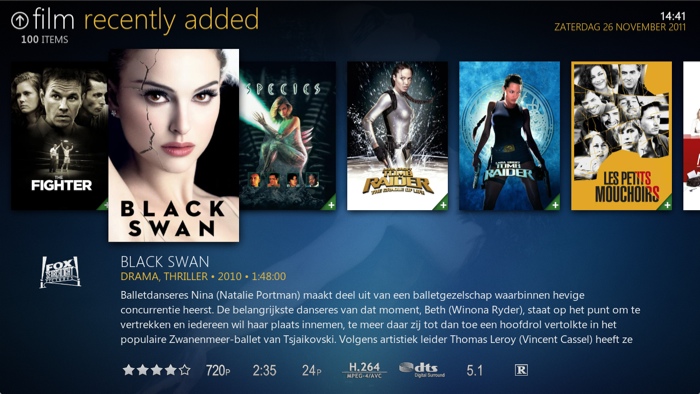 film recently added
100 ITEMS
14:41
ZATERDAG 26 NOVEMBER 2011
FIGHTER
BLACK
SWAN
SPECIES
TOMB
RAIDER
THE CRADLE OF LIFE
TOMB
RAIDER
LES PETITS
MOUCHOIRS
FOX
SEARCHLIGHT
PICTURES
BLACK SWAN
DRAMA, THRILLER • 2010 • 1:48:00
Balletdanseres Nina (Natalie Portman) maakt deel uit van een balletgezelschap waarbinnen hevige
concurrentie heerst. De belangrijkste danseres van dat moment, Beth (Winona Ryder), staat op het punt om te
vertrekken en iedereen wil haar plaats innemen, te meer daar zij tot dan toe een hoofdrol vertolkte in het
populaire Zwanenmeer-ballet van Tsjaikovski. Volgens artistiek leider Thomas Leroy (Vincent Cassel) heeft ze
720P
2:35
24P
H.264
MPEG-4/AVC
dts
Digital Surround
5.1
R